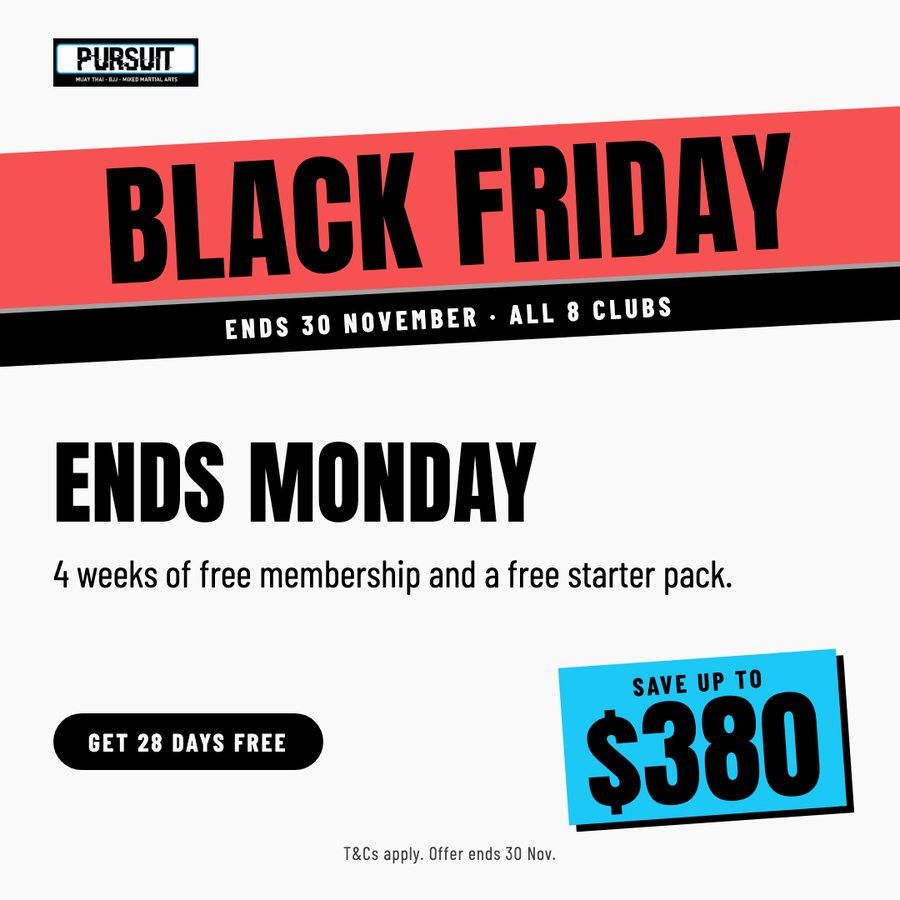 PURSUIT
MUAY THAI - BJJ - MIXED MARTIAL ARTS
BLACK FRIDAY
ENDS 30 NOVEMBER · ALL 8 CLUBS
ENDS MONDAY
4 weeks of free membership and a free starter pack.
SAVE UP TO
$380
GET 28 DAYS FREE
T&Cs apply. Offer ends 30 Nov.